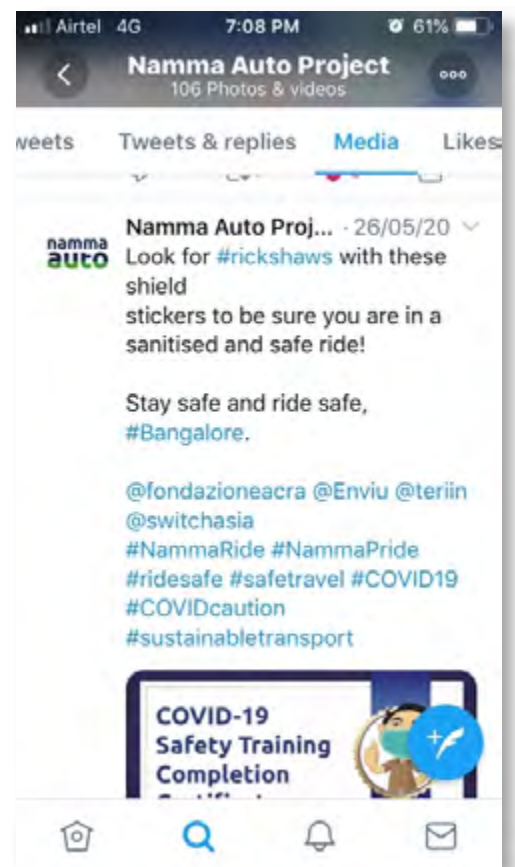 Airtel 4G 7:08 PM 61%
Namma Auto Project
106 Photos & videos
weets Tweets & replies Media Likes
Namma Auto Proj... · 26/05/20
namma
auto
Look for #rickshaws with these
shield
stickers to be sure you are in a
sanitised and safe ride!
Stay safe and ride safe,
#Bangalore.
@fondazioneacra @Enviu @teriin
@switchasia
#NammaRide #NammaPride
#ridesafe #safetravel #COVID19
#COVIDcaution
#sustainabletransport
COVID-19
Safety Training
Completion